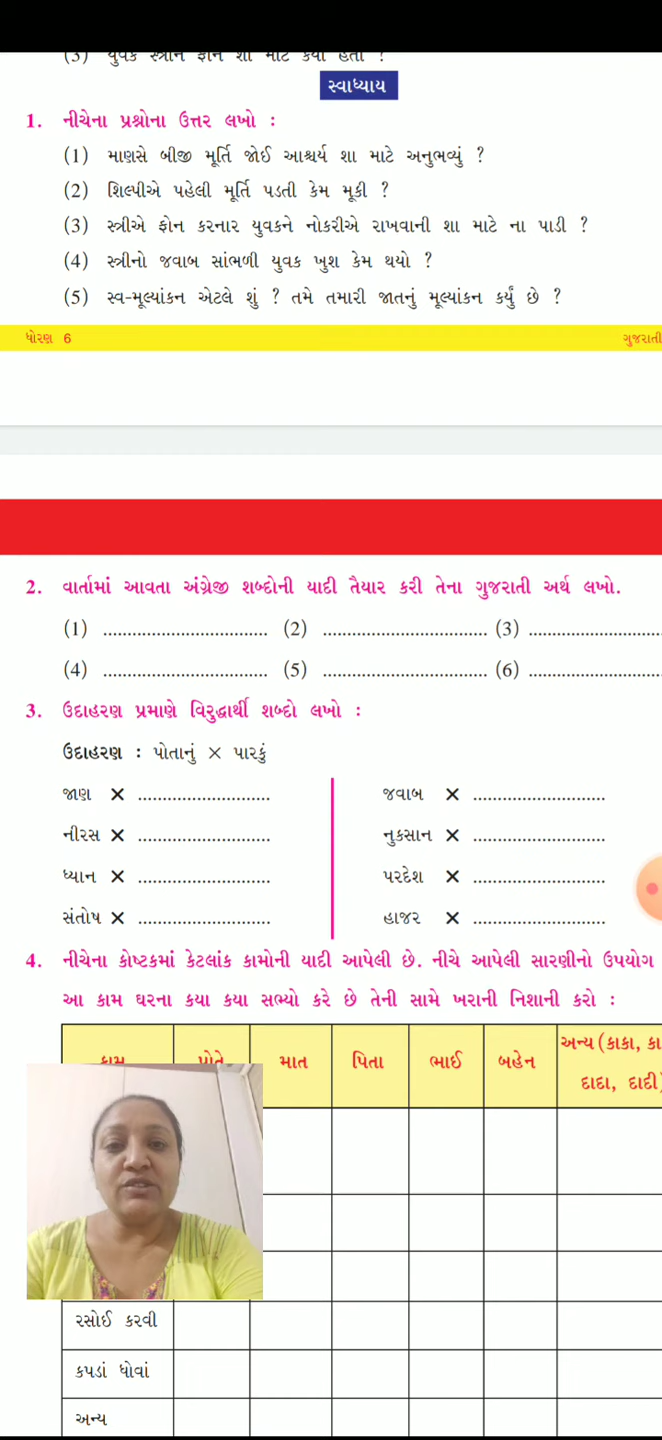 (3) યુવકે સ્ત્રીને ફોન શા માટે કર્યો હતો ?
સ્વાધ્યાય
1. નીચેના પ્રશ્નોના ઉત્તર લખો :
(1) માણસે બીજી મૂર્તિ જોઈ આશ્ચર્ય શા માટે અનુભવ્યું ?
(2) શિલ્પીએ પહેલી મૂર્તિ પડતી કેમ મૂકી ?
(3) સ્ત્રીએ ફોન કરનાર યુવકને નોકરીએ રાખવાની શા માટે ના પાડી ?
(4) સ્ત્રીનો જવાબ સાંભળી યુવક ખુશ કેમ થયો ?
(5) સ્વ-મૂલ્યાંકન એટલે શું ? તમે તમારી જાતનું મૂલ્યાંકન કર્યું છે ?
ધોરણ 6 ગુજરાતી
2. વાર્તામાં આવતા અંગ્રેજી શબ્દોની યાદી તૈયાર કરી તેના ગુજરાતી અર્થ લખો.
(1) .................................. (2) .................................. (3) ...........................
(4) .................................. (5) .................................. (6) ...........................
3. ઉદાહરણ પ્રમાણે વિરુદ્ધાર્થી શબ્દો લખો :
ઉદાહરણ : પોતાનું × પારકું
જાણ × ........................... જવાબ × ...........................
નીરસ × ........................... નુકસાન × ...........................
ધ્યાન × ........................... પરદેશ × ...........................
સંતોષ × ........................... હાજર × ...........................
4. નીચેના કોષ્ટકમાં કેટલાંક કામોની યાદી આપેલી છે. નીચે આપેલી સારણીનો ઉપયોગ
આ કામ ઘરના કયા કયા સભ્યો કરે છે તેની સામે ખરાની નિશાની કરો :
કામ પોતે માત પિતા ભાઈ બહેન અન્ય (કાકા, કા
દાદા, દાદી)
રસોઈ કરવી
કપડાં ધોવાં
અન્ય